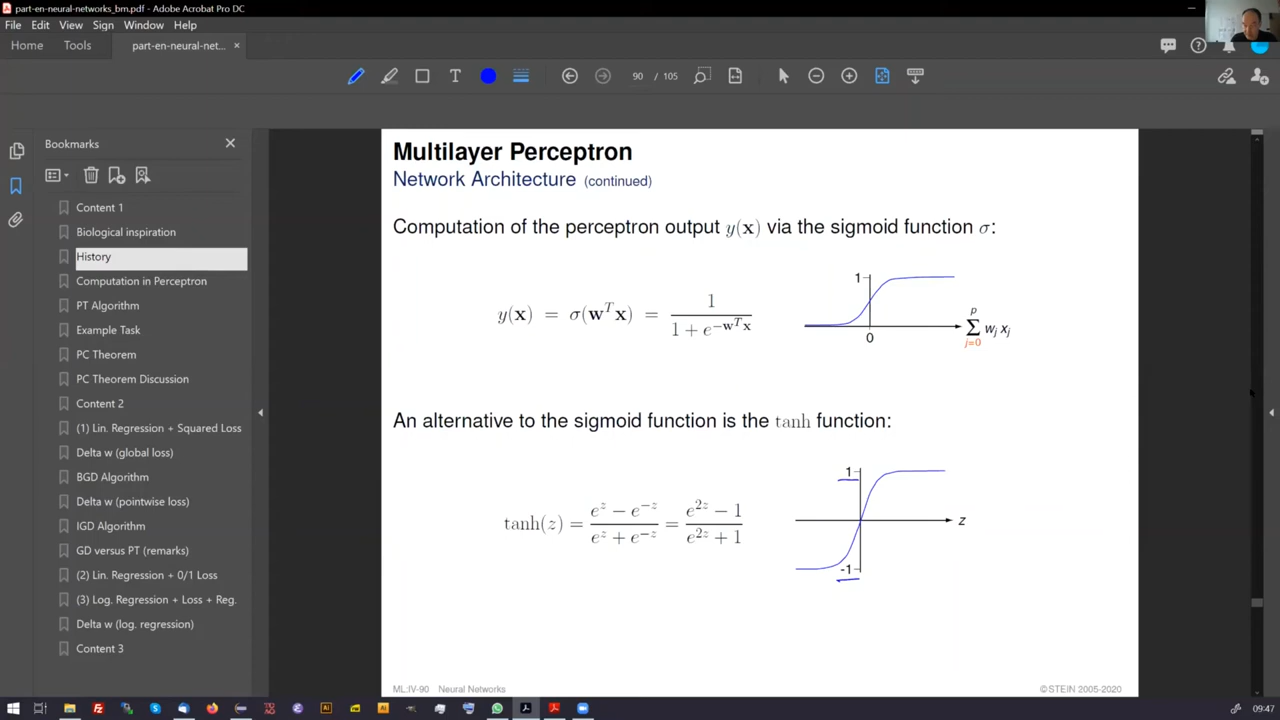 part-en-neural-networks_bm.pdf - Adobe Acrobat Pro DC
File Edit View Sign Window Help
Home Tools part-en-neural-net... ×
90 / 105
Bookmarks
Content 1
Biological inspiration
History
Computation in Perceptron
PT Algorithm
Example Task
PC Theorem
PC Theorem Discussion
Content 2
(1) Lin. Regression + Squared Loss
Delta w (global loss)
BGD Algorithm
Delta w (pointwise loss)
IGD Algorithm
GD versus PT (remarks)
(2) Lin. Regression + 0/1 Loss
(3) Log. Regression + Loss + Reg.
Delta w (log. regression)
Content 3
Multilayer Perceptron
Network Architecture (continued)
Computation of the perceptron output y(x) via the sigmoid function σ:
y(x) = σ(wᵀx) = 1 / (1 + e^{−wᵀx})
1
0
p
∑ wⱼ xⱼ
j=0
An alternative to the sigmoid function is the tanh function:
tanh(z) = (e^z − e^{−z}) / (e^z + e^{−z}) = (e^{2z} − 1) / (e^{2z} + 1)
1
z
-1
ML:IV-90 Neural Networks ©STEIN 2005-2020
09:47